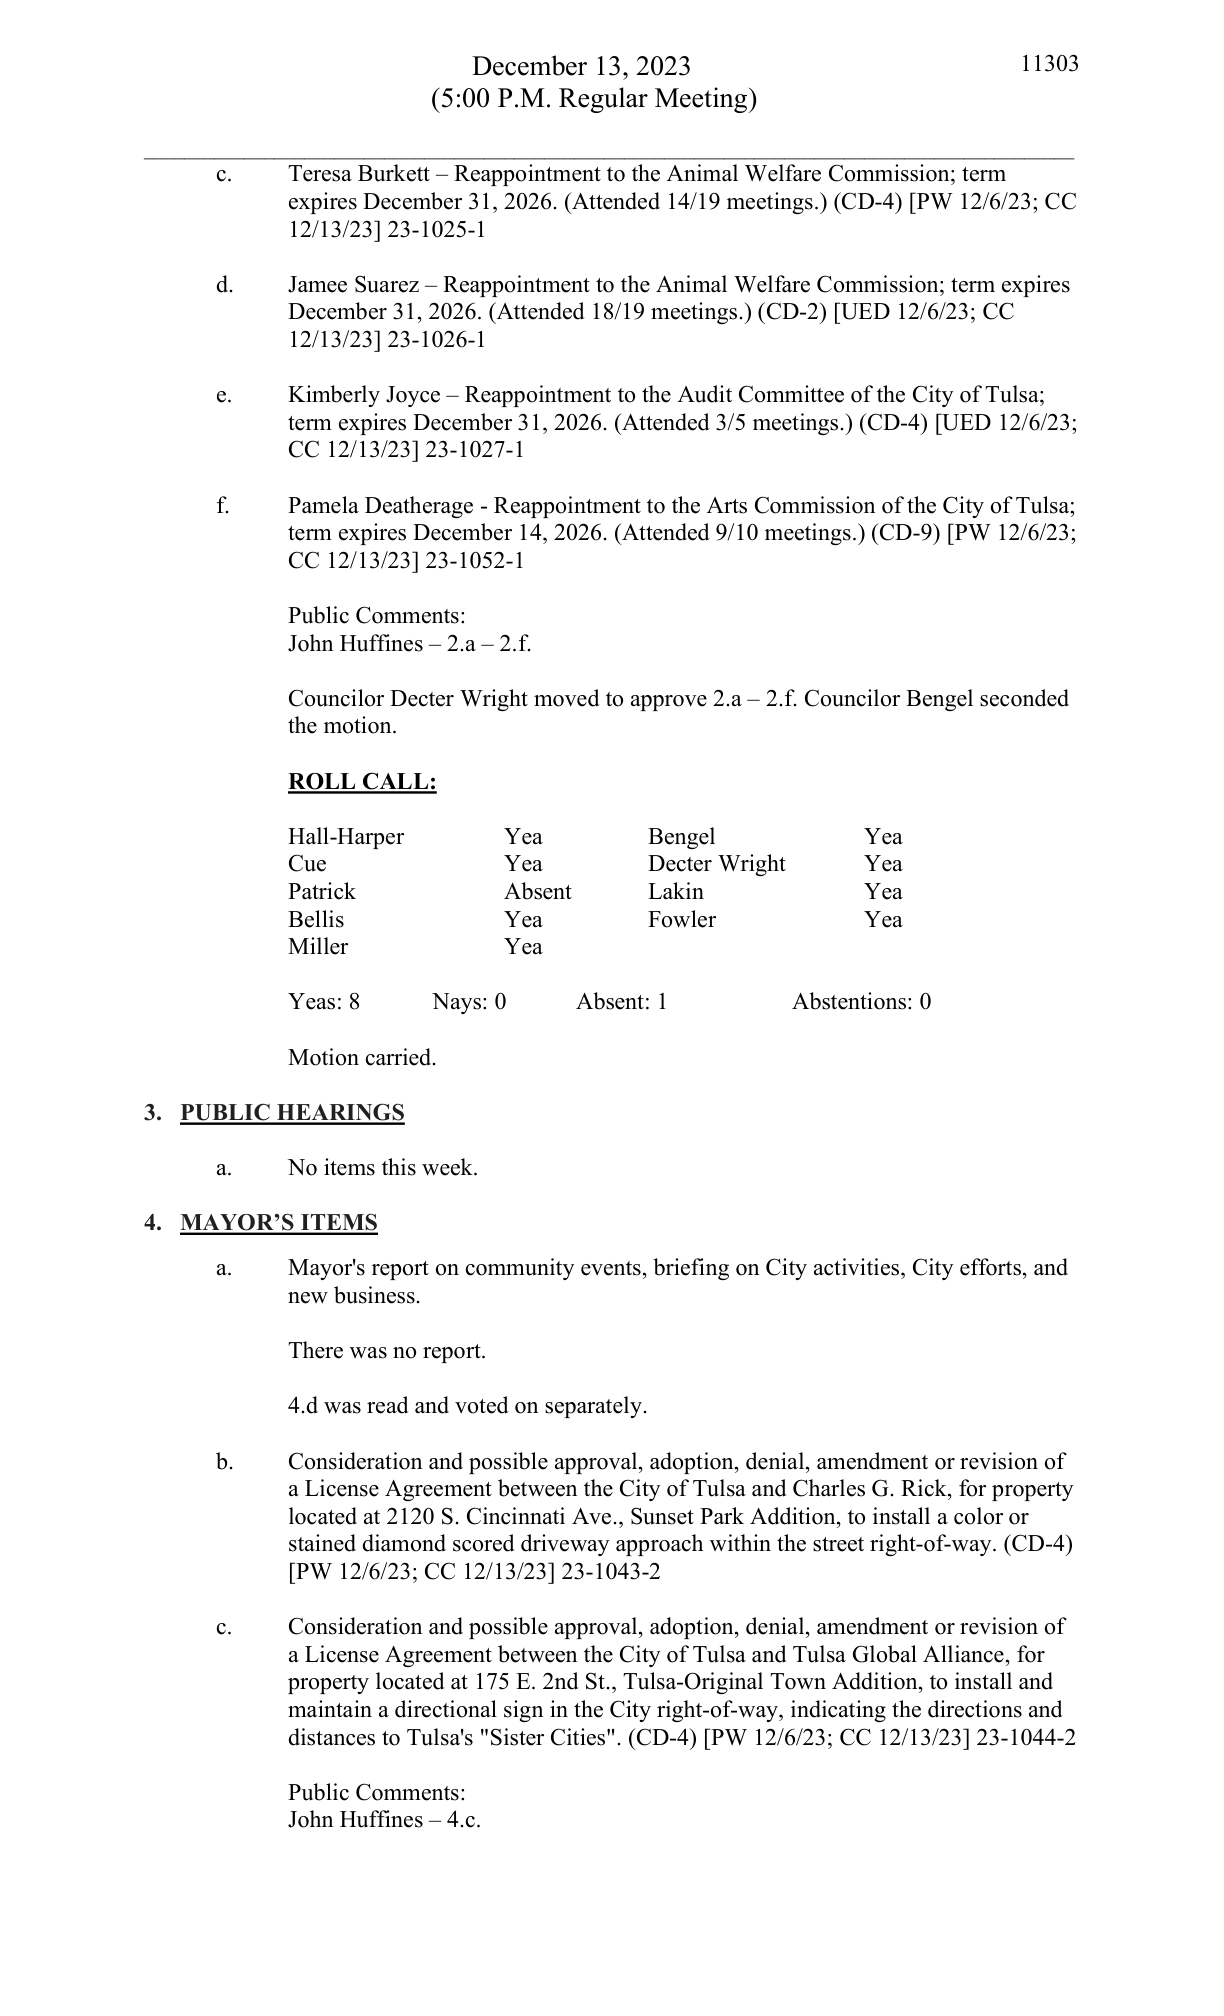 December 13, 2023 11303
(5:00 P.M. Regular Meeting)
c. Teresa Burkett – Reappointment to the Animal Welfare Commission; term
expires December 31, 2026. (Attended 14/19 meetings.) (CD-4) [PW 12/6/23; CC
12/13/23] 23-1025-1
d. Jamee Suarez – Reappointment to the Animal Welfare Commission; term expires
December 31, 2026. (Attended 18/19 meetings.) (CD-2) [UED 12/6/23; CC
12/13/23] 23-1026-1
e. Kimberly Joyce – Reappointment to the Audit Committee of the City of Tulsa;
term expires December 31, 2026. (Attended 3/5 meetings.) (CD-4) [UED 12/6/23;
CC 12/13/23] 23-1027-1
f. Pamela Deatherage - Reappointment to the Arts Commission of the City of Tulsa;
term expires December 14, 2026. (Attended 9/10 meetings.) (CD-9) [PW 12/6/23;
CC 12/13/23] 23-1052-1
Public Comments:
John Huffines – 2.a – 2.f.
Councilor Decter Wright moved to approve 2.a – 2.f. Councilor Bengel seconded
the motion.
ROLL CALL:
Hall-Harper Yea Bengel Yea
Cue Yea Decter Wright Yea
Patrick Absent Lakin Yea
Bellis Yea Fowler Yea
Miller Yea
Yeas: 8 Nays: 0 Absent: 1 Abstentions: 0
Motion carried.
3. PUBLIC HEARINGS
a. No items this week.
4. MAYOR’S ITEMS
a. Mayor's report on community events, briefing on City activities, City efforts, and
new business.
There was no report.
4.d was read and voted on separately.
b. Consideration and possible approval, adoption, denial, amendment or revision of
a License Agreement between the City of Tulsa and Charles G. Rick, for property
located at 2120 S. Cincinnati Ave., Sunset Park Addition, to install a color or
stained diamond scored driveway approach within the street right-of-way. (CD-4)
[PW 12/6/23; CC 12/13/23] 23-1043-2
c. Consideration and possible approval, adoption, denial, amendment or revision of
a License Agreement between the City of Tulsa and Tulsa Global Alliance, for
property located at 175 E. 2nd St., Tulsa-Original Town Addition, to install and
maintain a directional sign in the City right-of-way, indicating the directions and
distances to Tulsa's "Sister Cities". (CD-4) [PW 12/6/23; CC 12/13/23] 23-1044-2
Public Comments:
John Huffines – 4.c.